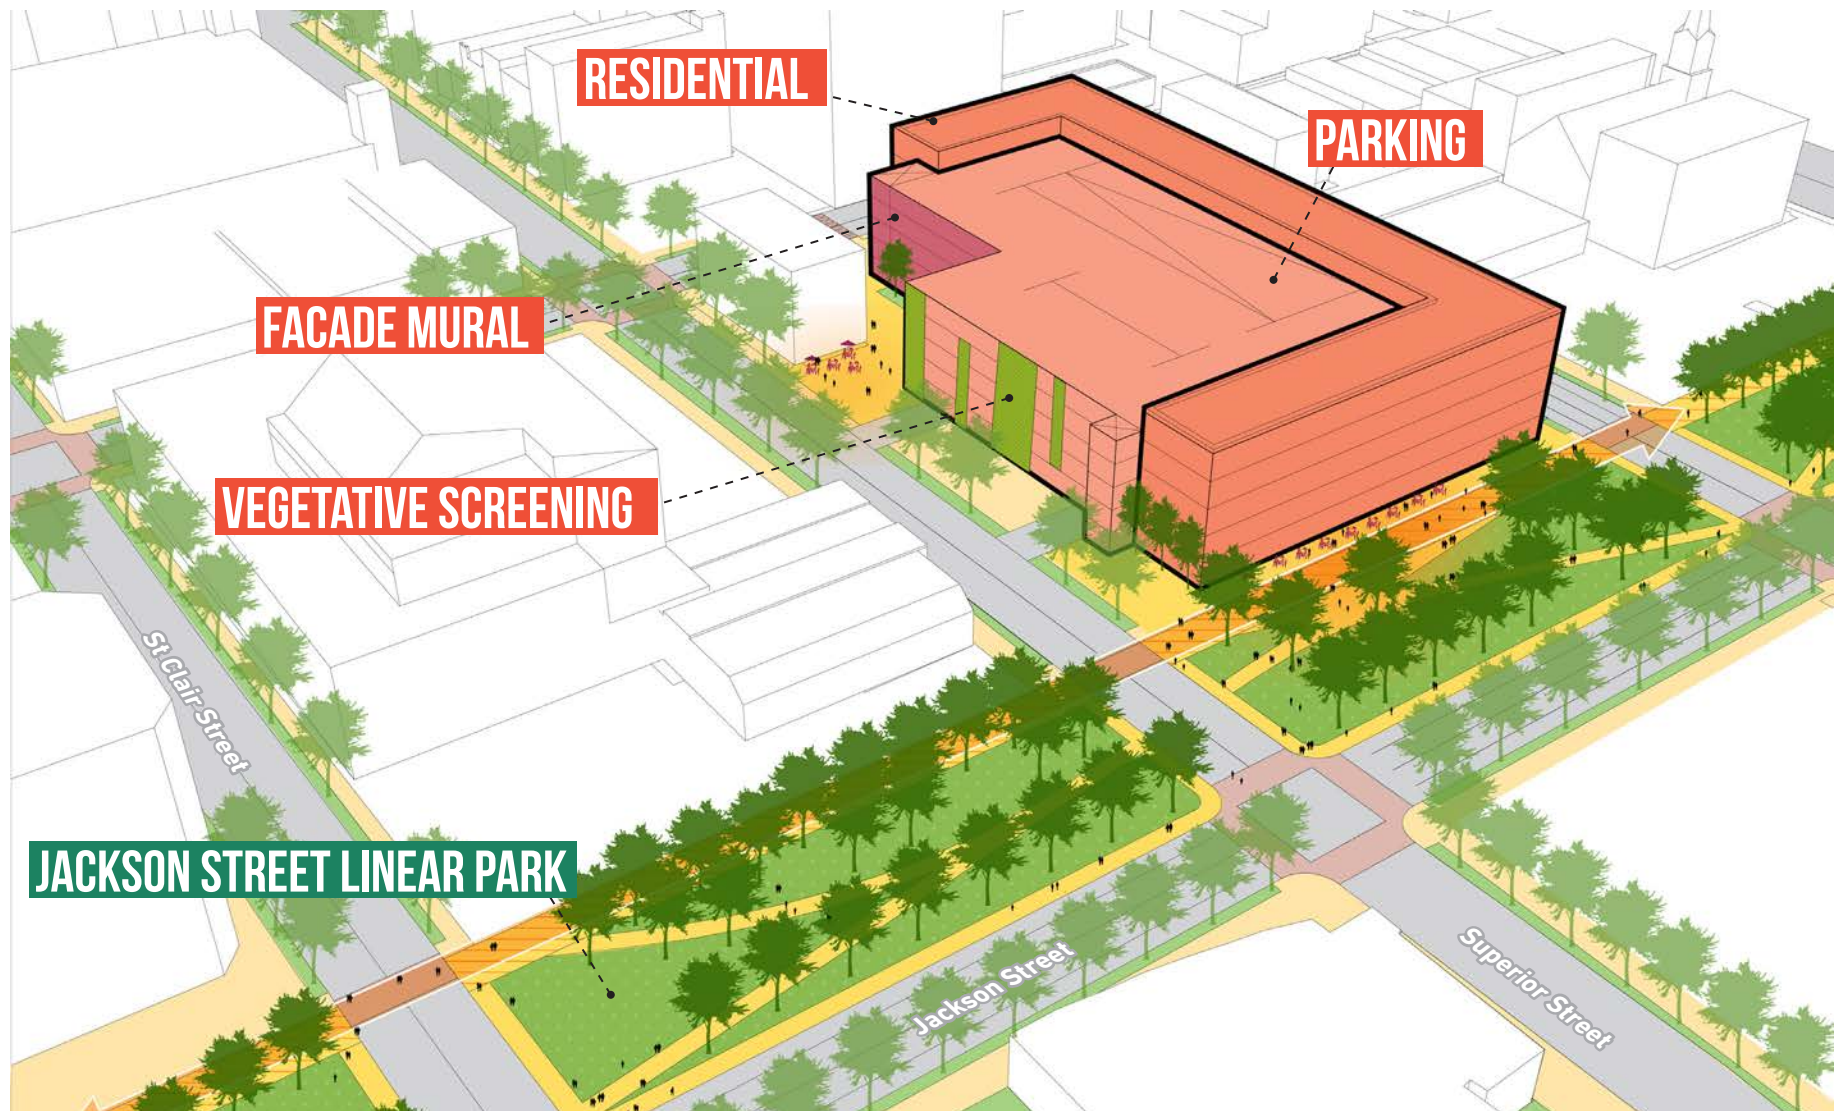 RESIDENTIAL
PARKING
FACADE MURAL
VEGETATIVE SCREENING
St Clair Street
JACKSON STREET LINEAR PARK
Jackson Street
Superior Street